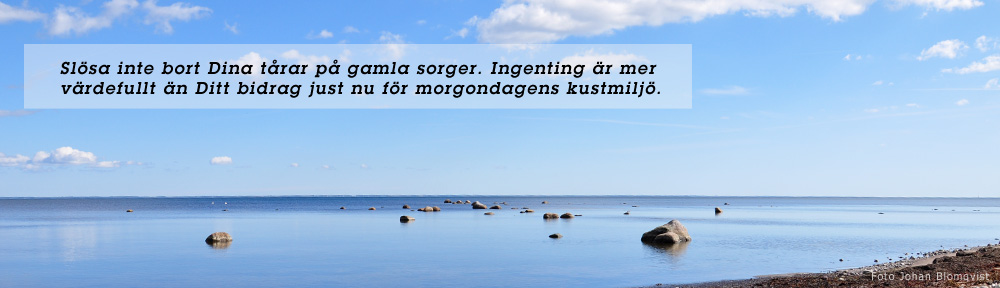 Slösa inte bort Dina tårar på gamla sorger. Ingenting är mer
värdefullt än Ditt bidrag just nu för morgondagens kustmiljö.
Foto Johan Blomqvist